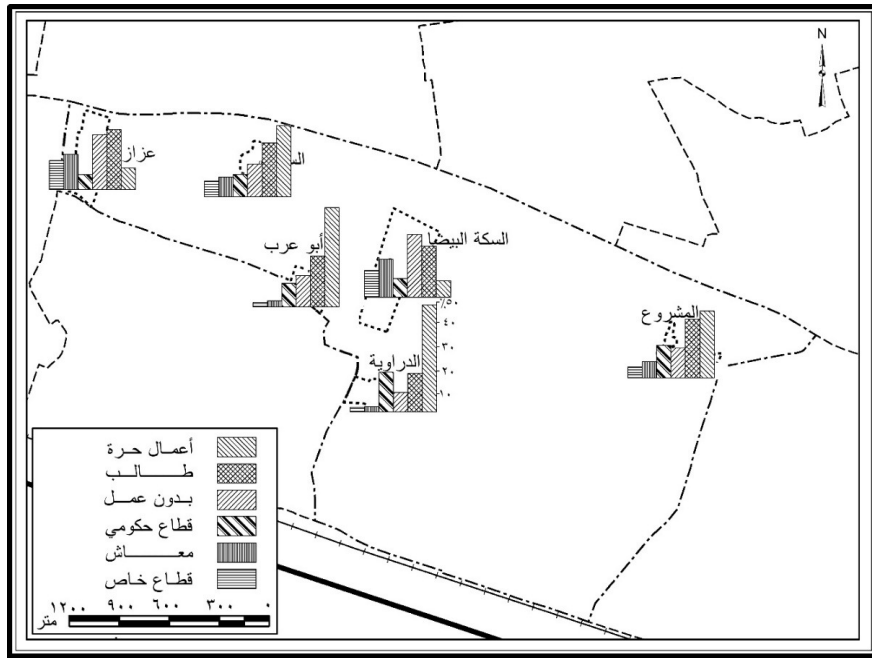 N
عزاز
أبو عرب
السكة البيضا
المشروع
الدراوية
٪٥٠
٤٠
٣٠
٢٠
١٠
أعمال حرة
طالب
بدون عمل
قطاع حكومي
معاش
قطاع خاص
١٢٠٠ ٩٠٠ ٦٠٠ ٣٠٠ ٠
متر